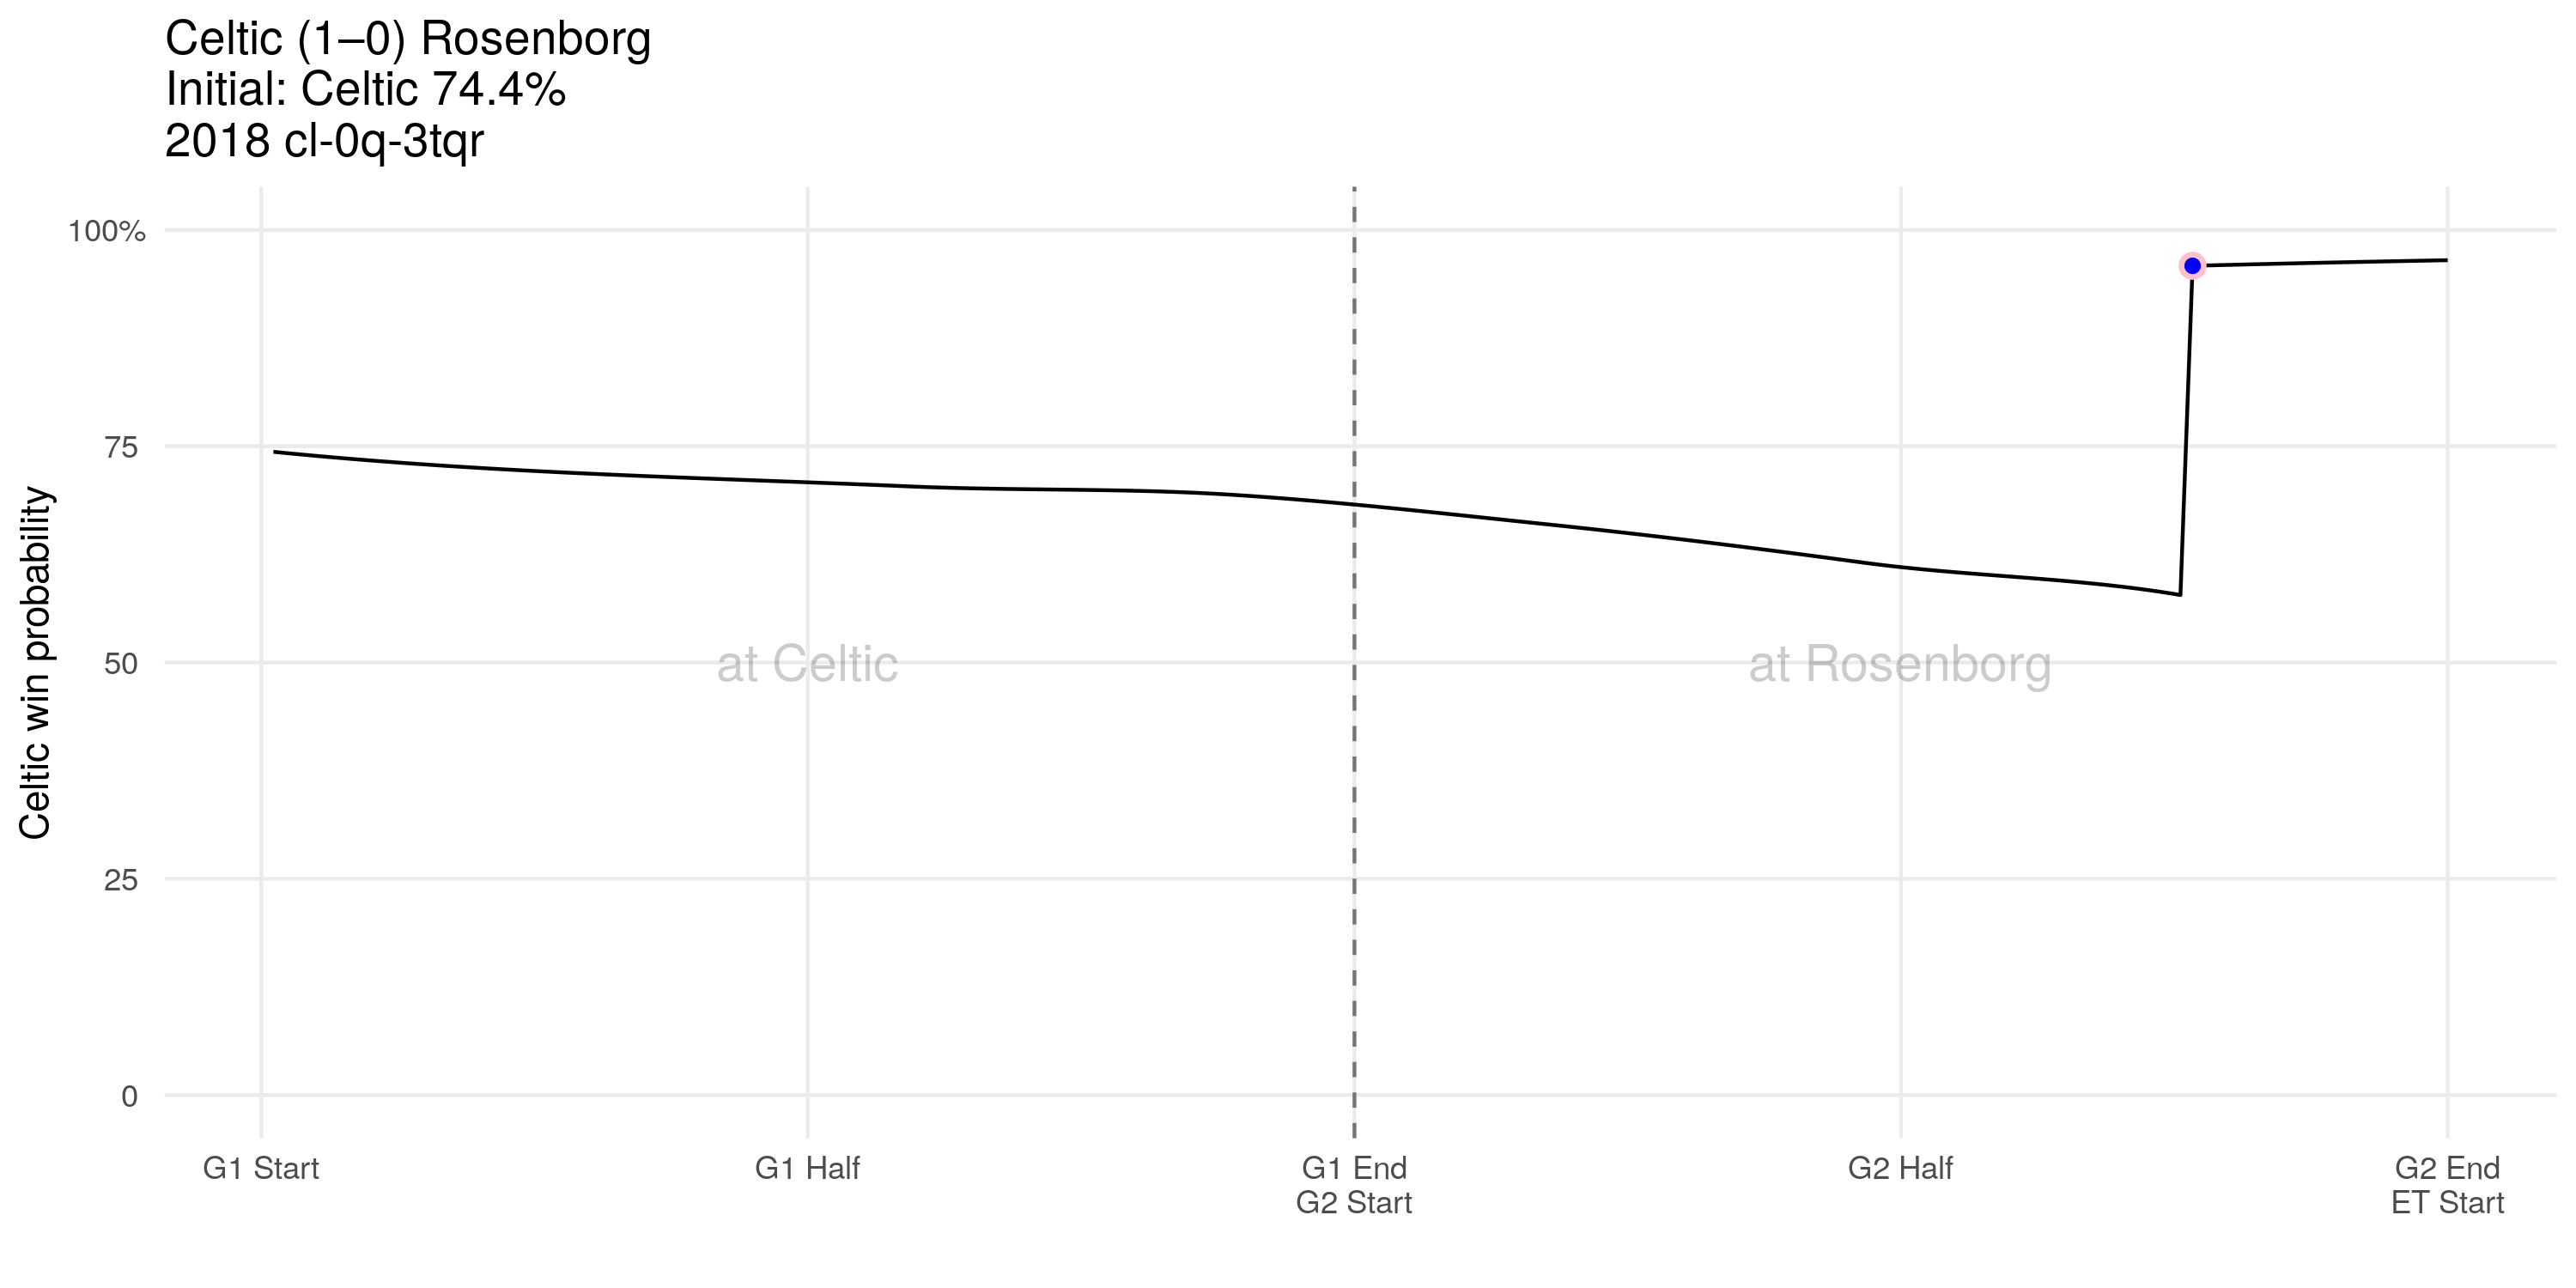 Celtic (1–0) Rosenborg
Initial: Celtic 74.4%
2018 cl-0q-3tqr
Celtic win probability
100%
75
50
25
0
at Celtic
at Rosenborg
G1 Start
G1 Half
G1 End
G2 Start
G2 Half
G2 End
ET Start